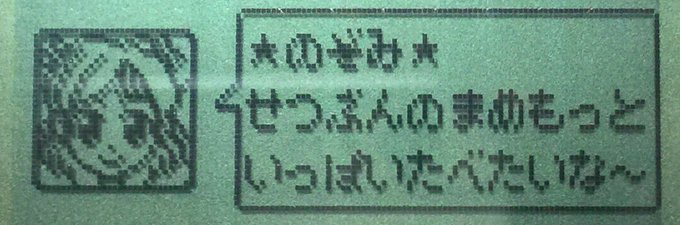 ★のぞみ★
せつぶんのまめもっと
いっぱいたべたいな～